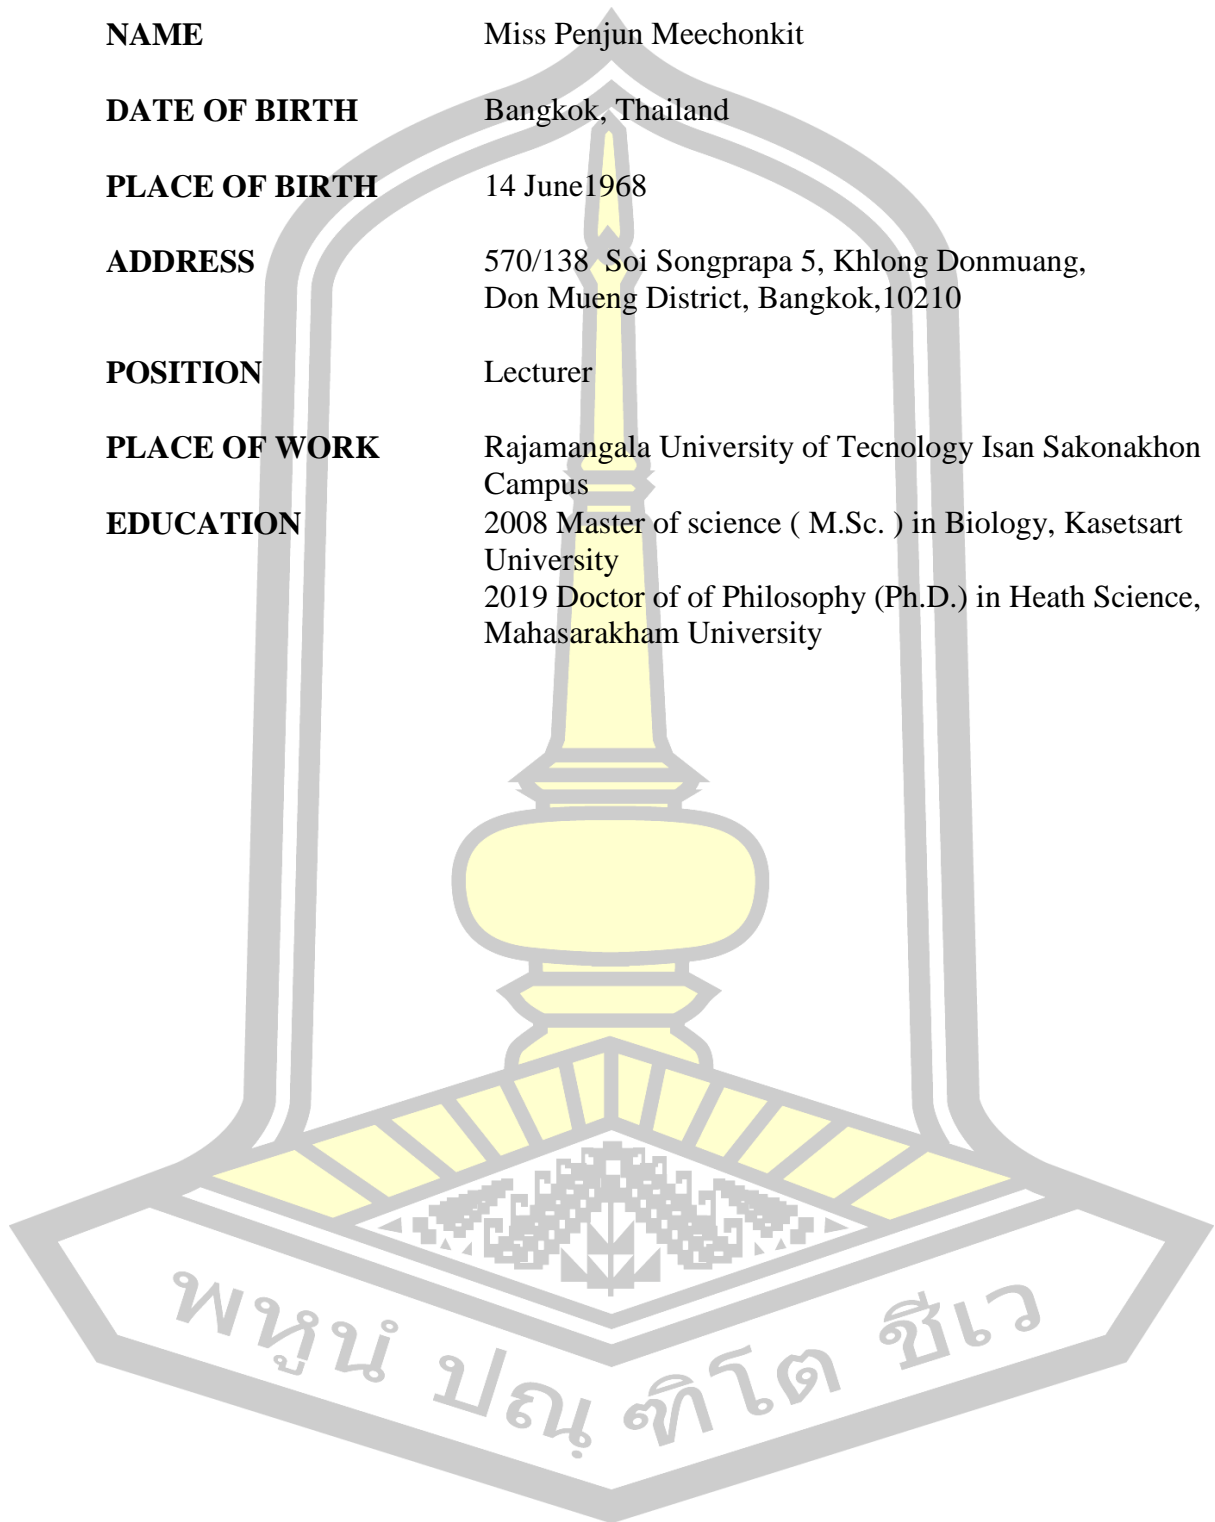 NAME Miss Penjun Meechonkit
DATE OF BIRTH Bangkok, Thailand
PLACE OF BIRTH 14 June1968
ADDRESS 570/138 Soi Songprapa 5, Khlong Donmuang,
Don Mueng District, Bangkok,10210
POSITION Lecturer
PLACE OF WORK Rajamangala University of Tecnology Isan Sakonakhon
Campus
EDUCATION 2008 Master of science ( M.Sc. ) in Biology, Kasetsart
University
2019 Doctor of of Philosophy (Ph.D.) in Heath Science,
Mahasarakham University
พหูนํ ปณฺ ฑิโต ชีเว